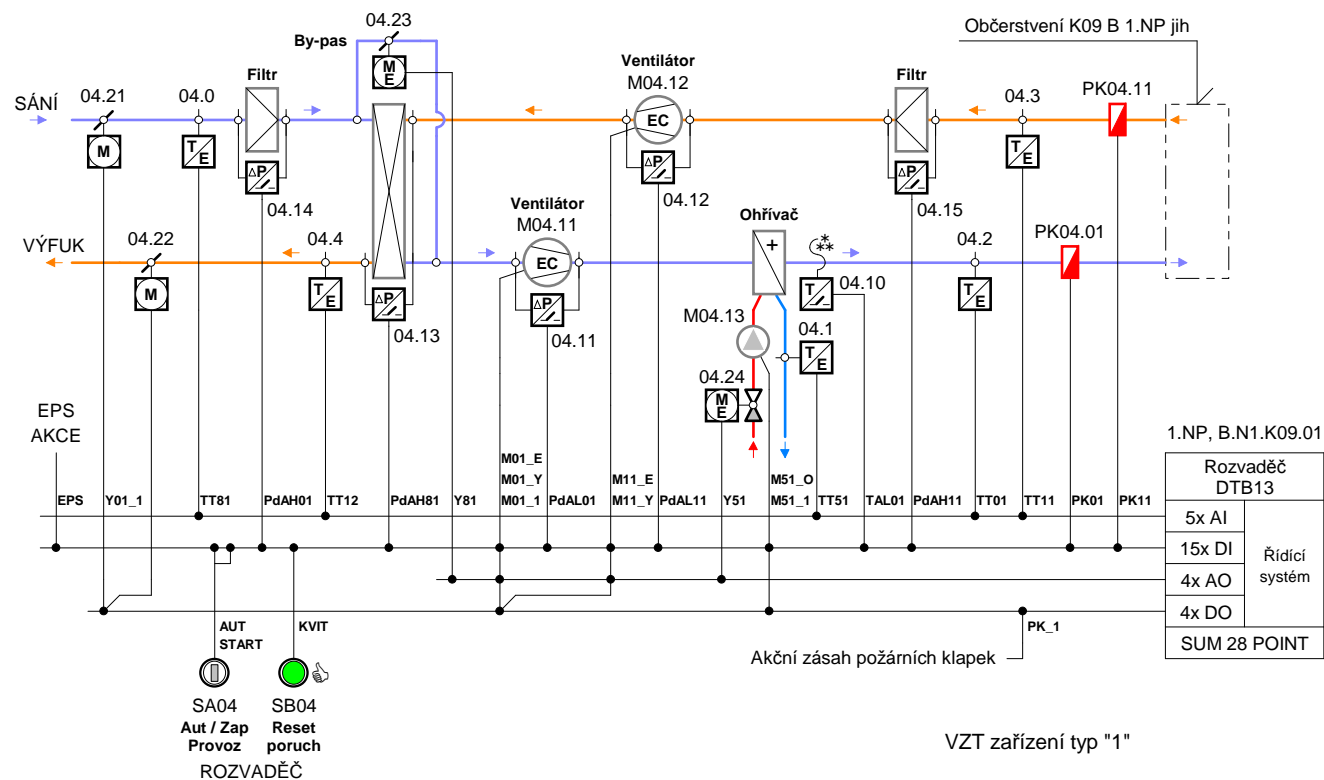 04.23
By-pas
Občerstvení K09 B 1.NP jih
Ventilátor
M04.12
Filtr
Filtr
SÁNÍ
04.21
04.0
M
E
04.3
PK04.11
EC
M
T
E
ΔP
ΔP
ΔP
T
E
04.14
04.12
04.15
Ventilátor
M04.11
Ohřívač
VÝFUK
04.22
04.4
04.2
PK04.01
EC
+
***
M
T
E
ΔP
ΔP
T
04.10
T
E
04.13
04.11
M04.13
04.1
T
E
04.24
M
E
EPS
AKCE
1.NP, B.N1.K09.01
M01_E
M01_Y
M01_1
M11_E
M11_Y
M51_O
M51_1
EPS
Y01_1
TT81
PdAH01
TT12
PdAH81
Y81
PdAL01
PdAL11
Y51
TT51
TAL01
PdAH11
TT01
TT11
PK01
PK11
Rozvaděč
DTB13
5x AI
15x DI
4x AO
4x DO
Řídící
systém
SUM 28 POINT
AUT
START
KVIT
PK_1
Akční zásah požárních klapek
SA04
Aut / Zap
Provoz
SB04
Reset
poruch
ROZVADĚČ
VZT zařízení typ "1"